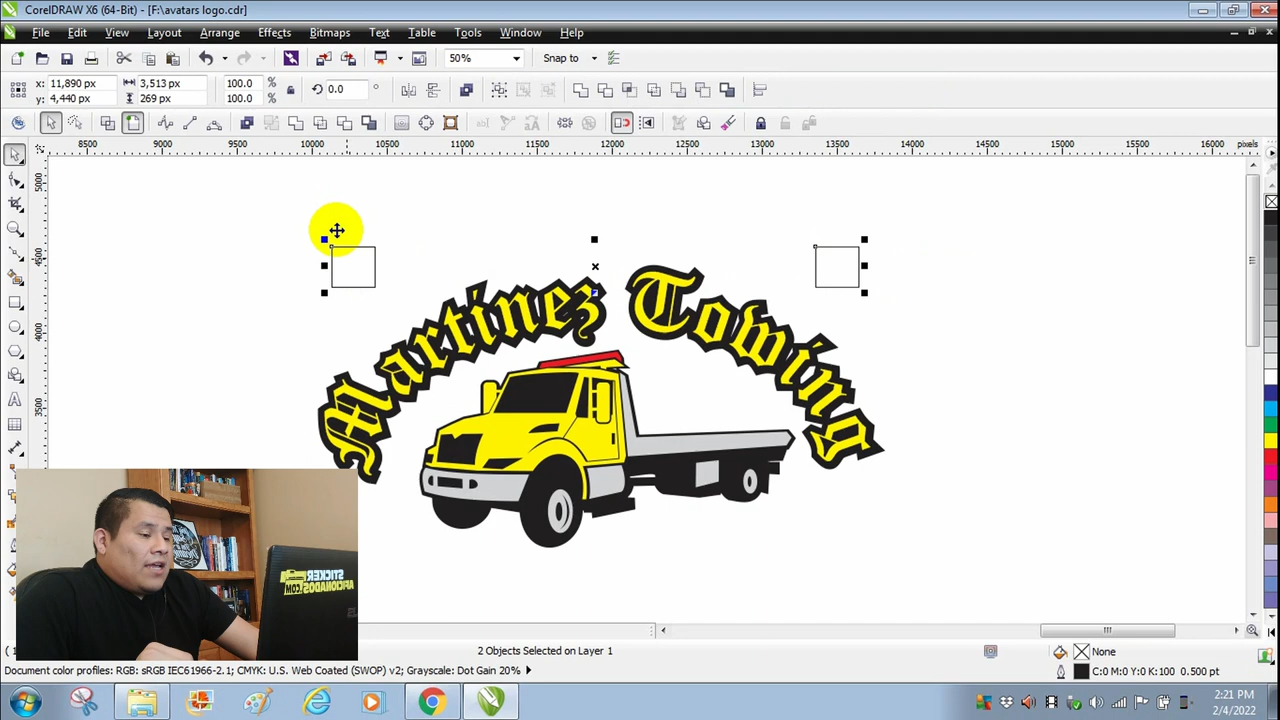 CorelDRAW X6 (64-Bit) - [F:\avatars logo.cdr]
File Edit View Layout Arrange Effects Bitmaps Text Table Tools Window Help
50% Snap to
x: 11,890 px 3,513 px 100.0 % 0.0 °
y: 4,440 px 269 px 100.0 %
8500 9000 9500 10000 10500 11000 11500 12000 12500 13000 13500 14000 14500 15000 15500 16000 pixels
5000
4500
4000
3500
Martinez Towing
STICKER
AFICIONADOS.COM
2 Objects Selected on Layer 1
None
Document color profiles: RGB: sRGB IEC61966-2.1; CMYK: U.S. Web Coated (SWOP) v2; Grayscale: Dot Gain 20%
C:0 M:0 Y:0 K:100 0.500 pt
2:21 PM
2/4/2022